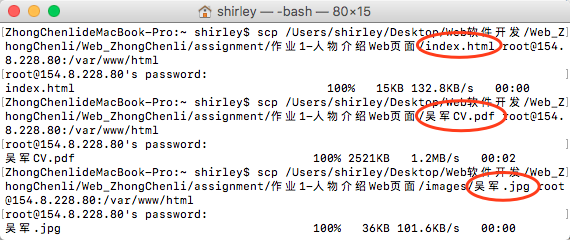 shirley — -bash — 80×15
[ZhongChenlideMacBook-Pro:~ shirley$ scp /Users/shirley/Desktop/Web软件开发/Web_Z]
hongChenli/Web_ZhongChenli/assignment/作业1-人物介绍Web页面/index.html root@154.
8.228.80:/var/www/html
[root@154.8.228.80's password:
index.html 100% 15KB 132.8KB/s 00:00
[ZhongChenlideMacBook-Pro:~ shirley$ scp /Users/shirley/Desktop/Web软件开发/Web_Z]
hongChenli/Web_ZhongChenli/assignment/作业1-人物介绍Web页面/吴军CV.pdf root@154.
8.228.80:/var/www/html
[root@154.8.228.80's password:
吴军CV.pdf 100% 2521KB 1.2MB/s 00:02
[ZhongChenlideMacBook-Pro:~ shirley$ scp /Users/shirley/Desktop/Web软件开发/Web_Z]
hongChenli/Web_ZhongChenli/assignment/作业1-人物介绍Web页面/images/吴军.jpg root
@154.8.228.80:/var/www/html
[root@154.8.228.80's password:
吴军.jpg 100% 36KB 101.6KB/s 00:00